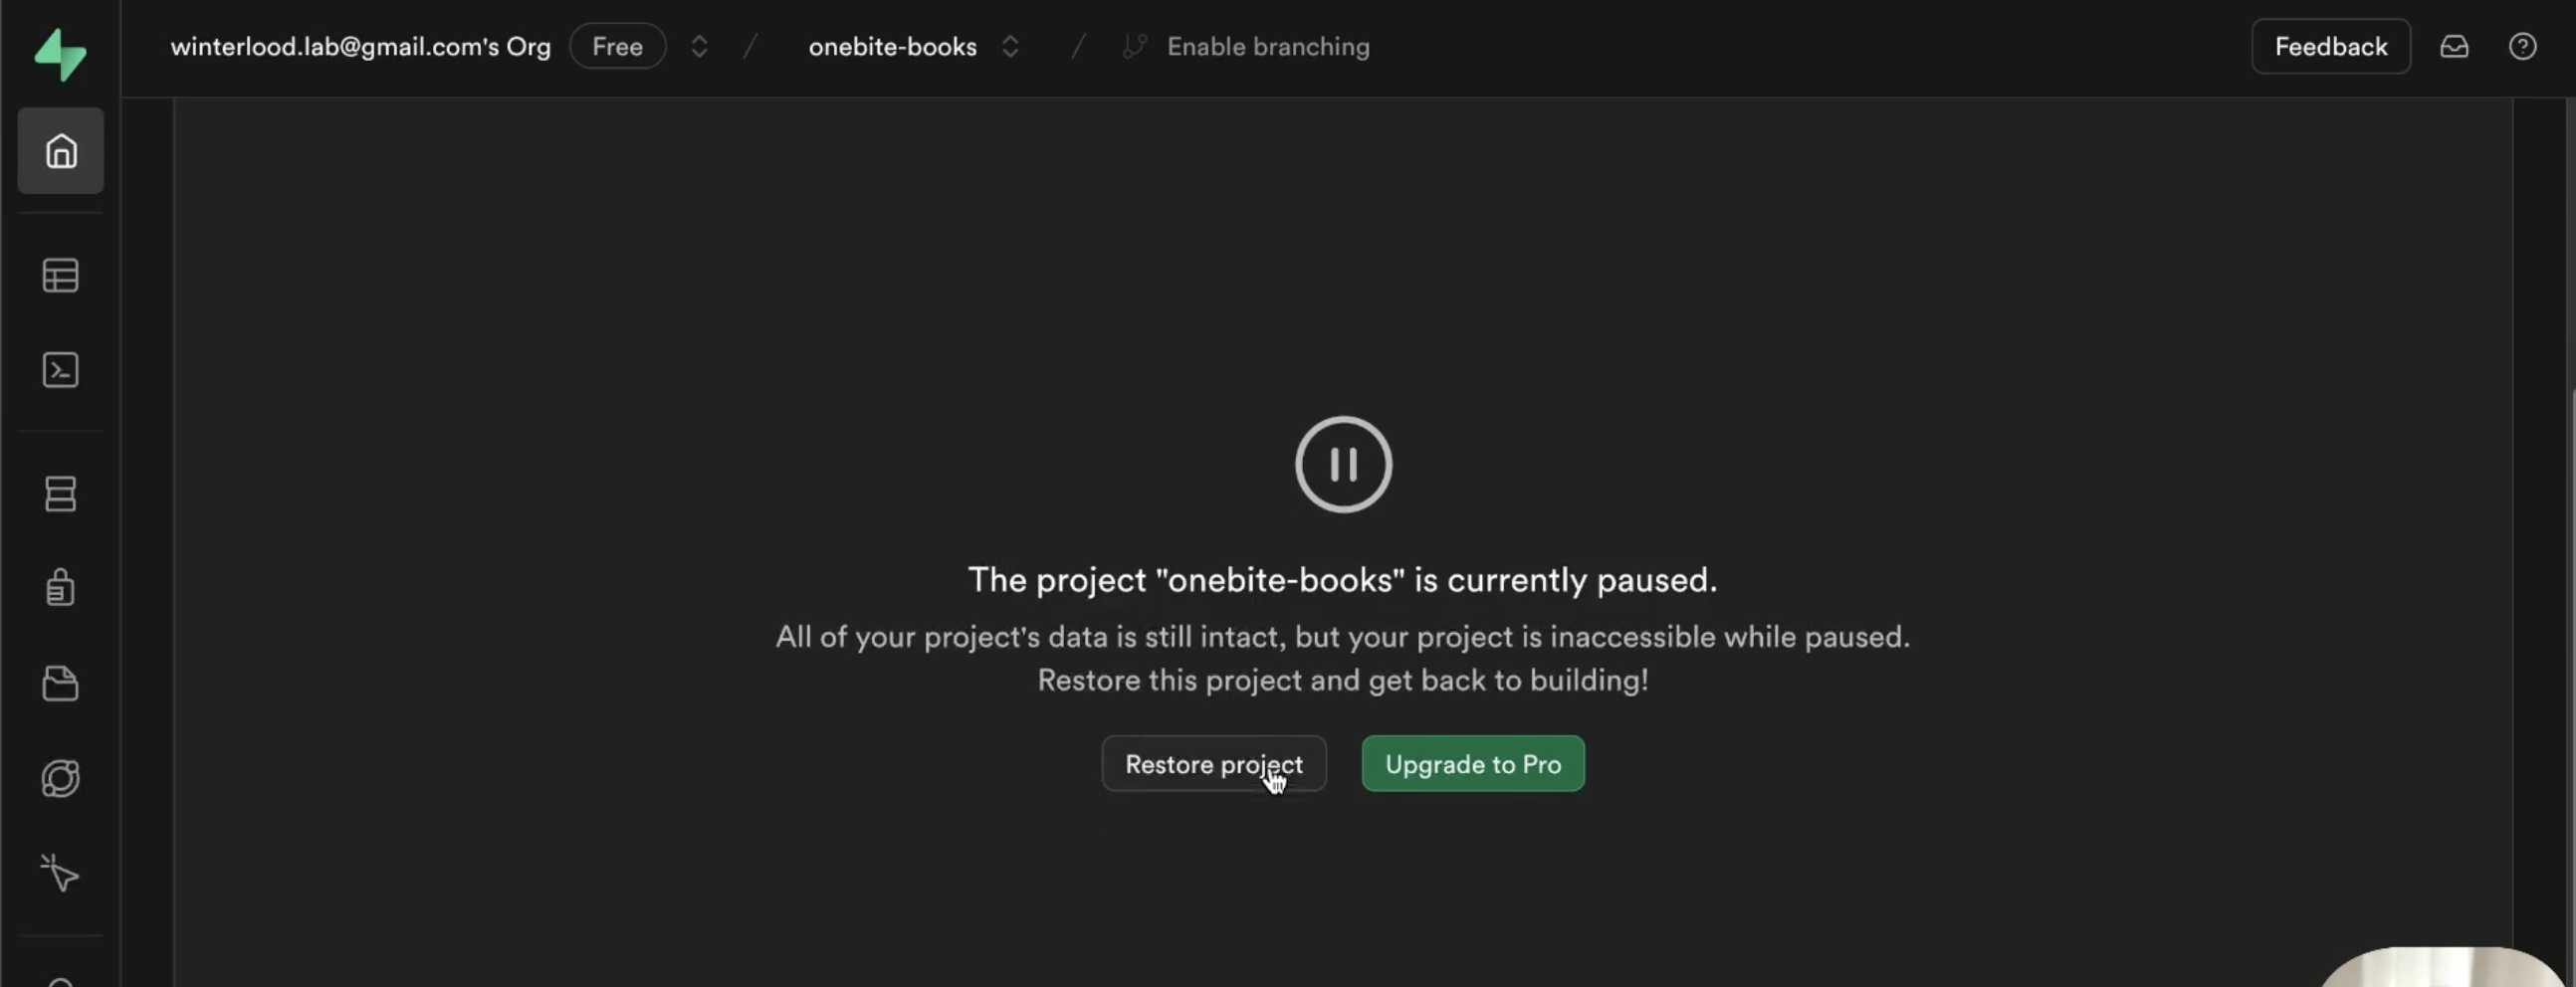 winterlood.lab@gmail.com's Org Free / onebite-books / Enable branching Feedback
The project "onebite-books" is currently paused.
All of your project's data is still intact, but your project is inaccessible while paused.
Restore this project and get back to building!
Restore project Upgrade to Pro